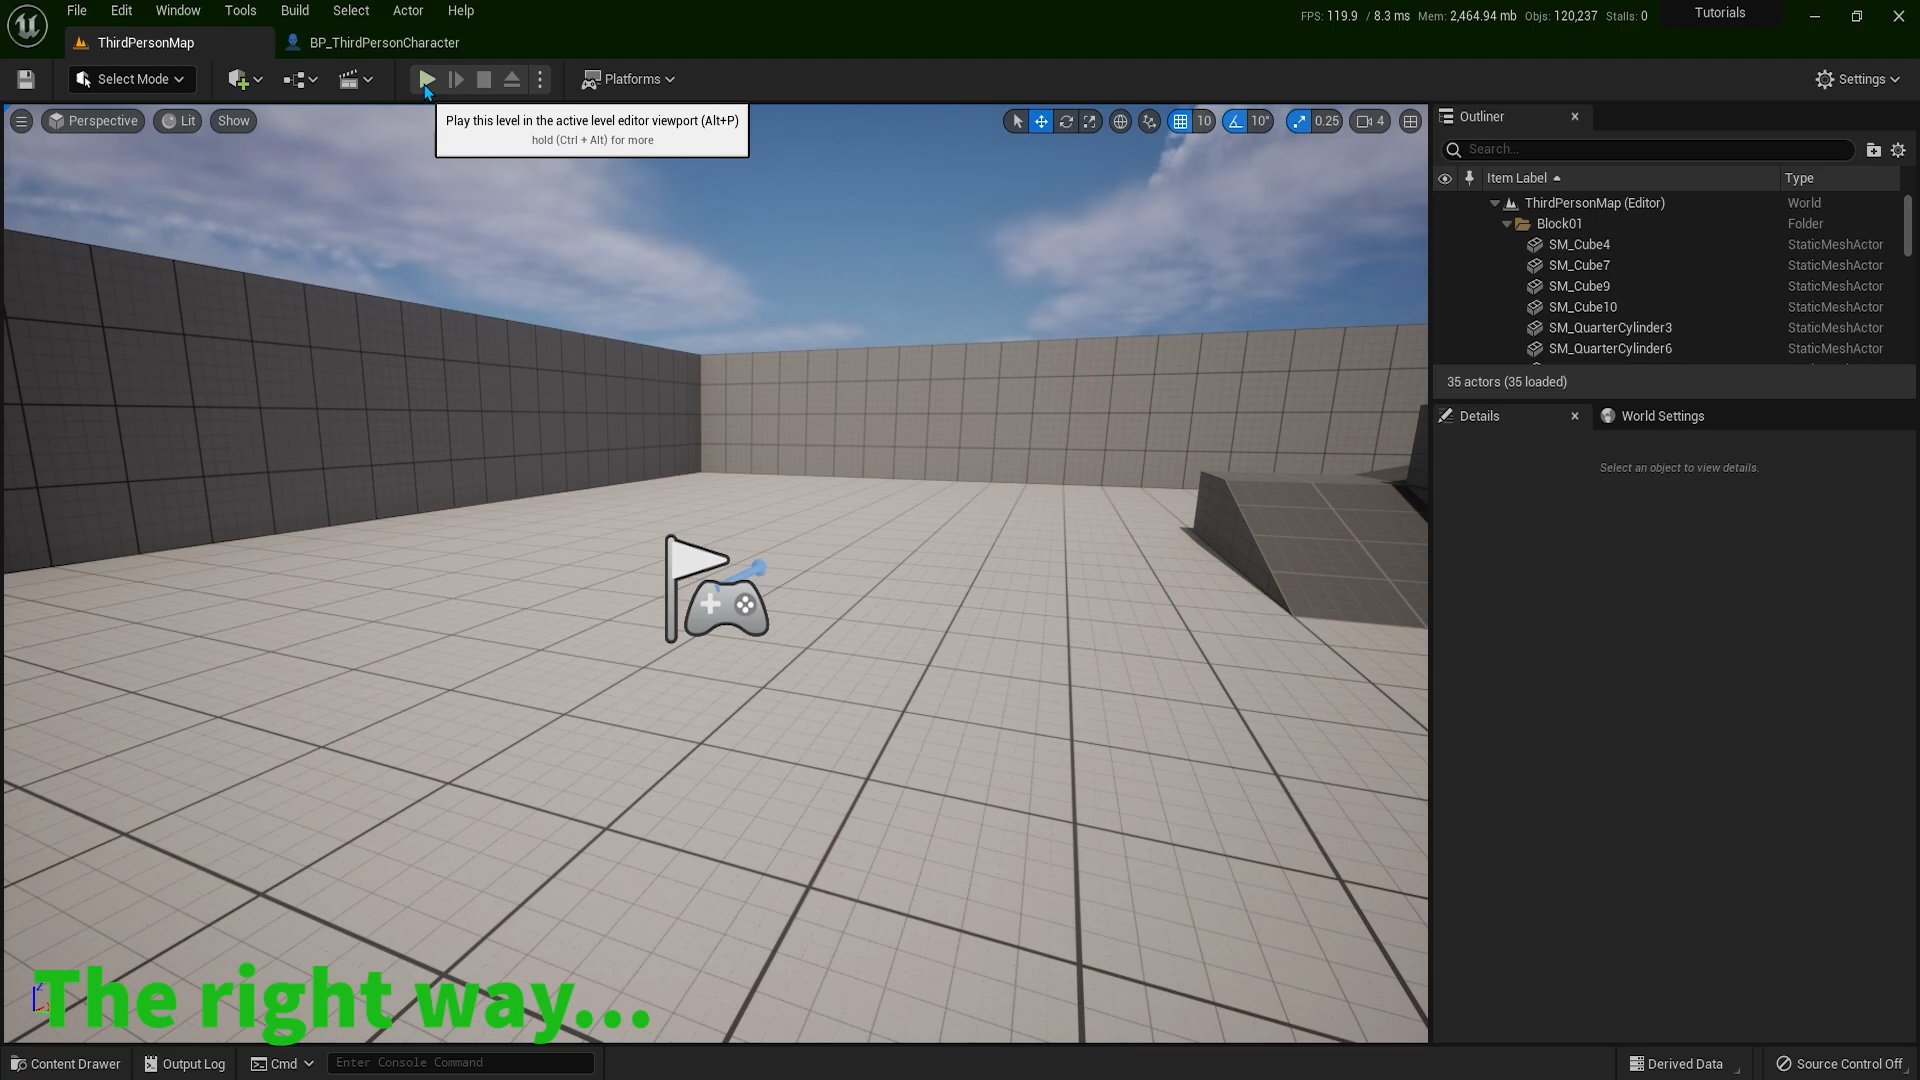 File Edit Window Tools Build Select Actor Help
FPS: 119.9 / 8.3 ms Mem: 2,464.94 mb Objs: 120,237 Stalls: 0
Tutorials
ThirdPersonMap
BP_ThirdPersonCharacter
Select Mode
Platforms
Settings
Perspective
Lit
Show
Play this level in the active level editor viewport (Alt+P)
hold (Ctrl + Alt) for more
10
10°
0.25
4
Outliner
Search...
Item Label
Type
ThirdPersonMap (Editor) World
Block01 Folder
SM_Cube4 StaticMeshActor
SM_Cube7 StaticMeshActor
SM_Cube9 StaticMeshActor
SM_Cube10 StaticMeshActor
SM_QuarterCylinder3 StaticMeshActor
SM_QuarterCylinder6 StaticMeshActor
35 actors (35 loaded)
Details
World Settings
Select an object to view details.
The right way...
Content Drawer
Output Log
Cmd
Enter Console Command
Derived Data
Source Control Off